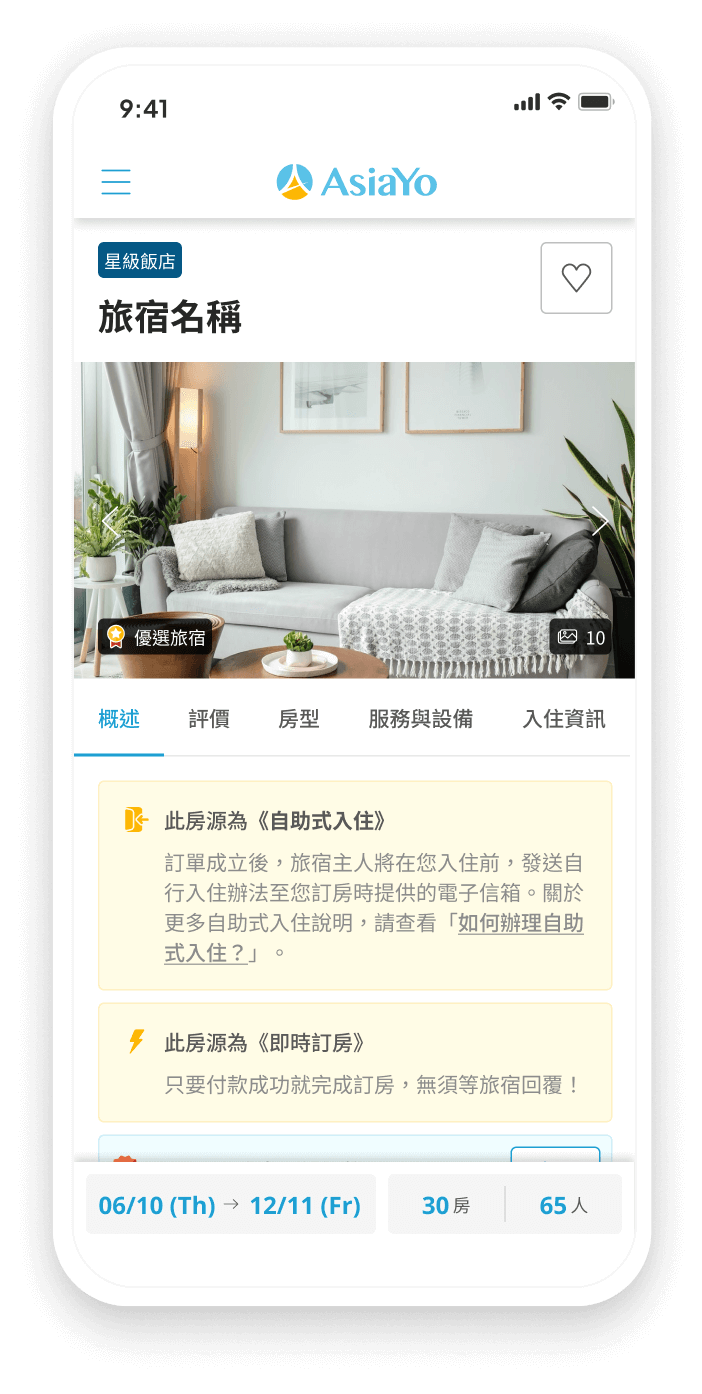 9:41
AsiaYo
星級飯店
旅宿名稱
優選旅宿
10
概述 評價 房型 服務與設備 入住資訊
此房源為《自助式入住》
訂單成立後，旅宿主人將在您入住前，發送自
行入住辦法至您訂房時提供的電子信箱。關於
更多自助式入住說明，請查看「如何辦理自助
式入住？」。
此房源為《即時訂房》
只要付款成功就完成訂房，無須等旅宿回覆！
06/10 (Th) → 12/11 (Fr) 30 房 65 人